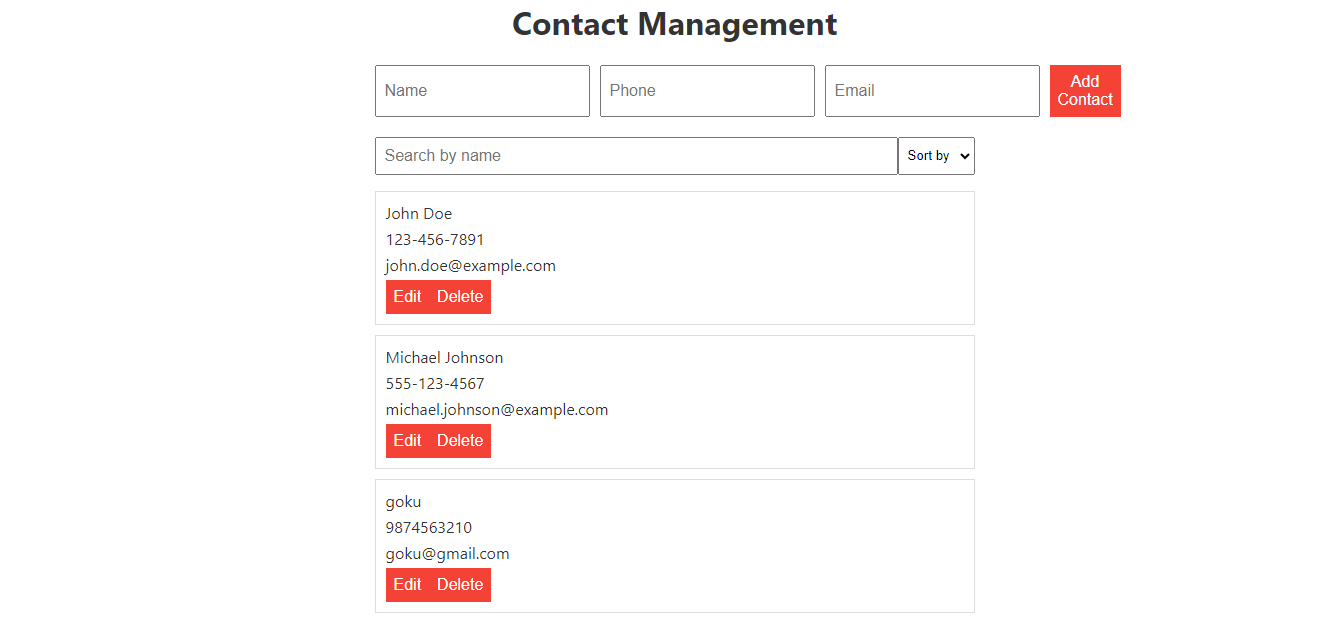 Contact Management
Name Phone Email Add
Contact
Search by name Sort by
John Doe
123-456-7891
john.doe@example.com
Edit Delete
Michael Johnson
555-123-4567
michael.johnson@example.com
Edit Delete
goku
9874563210
goku@gmail.com
Edit Delete